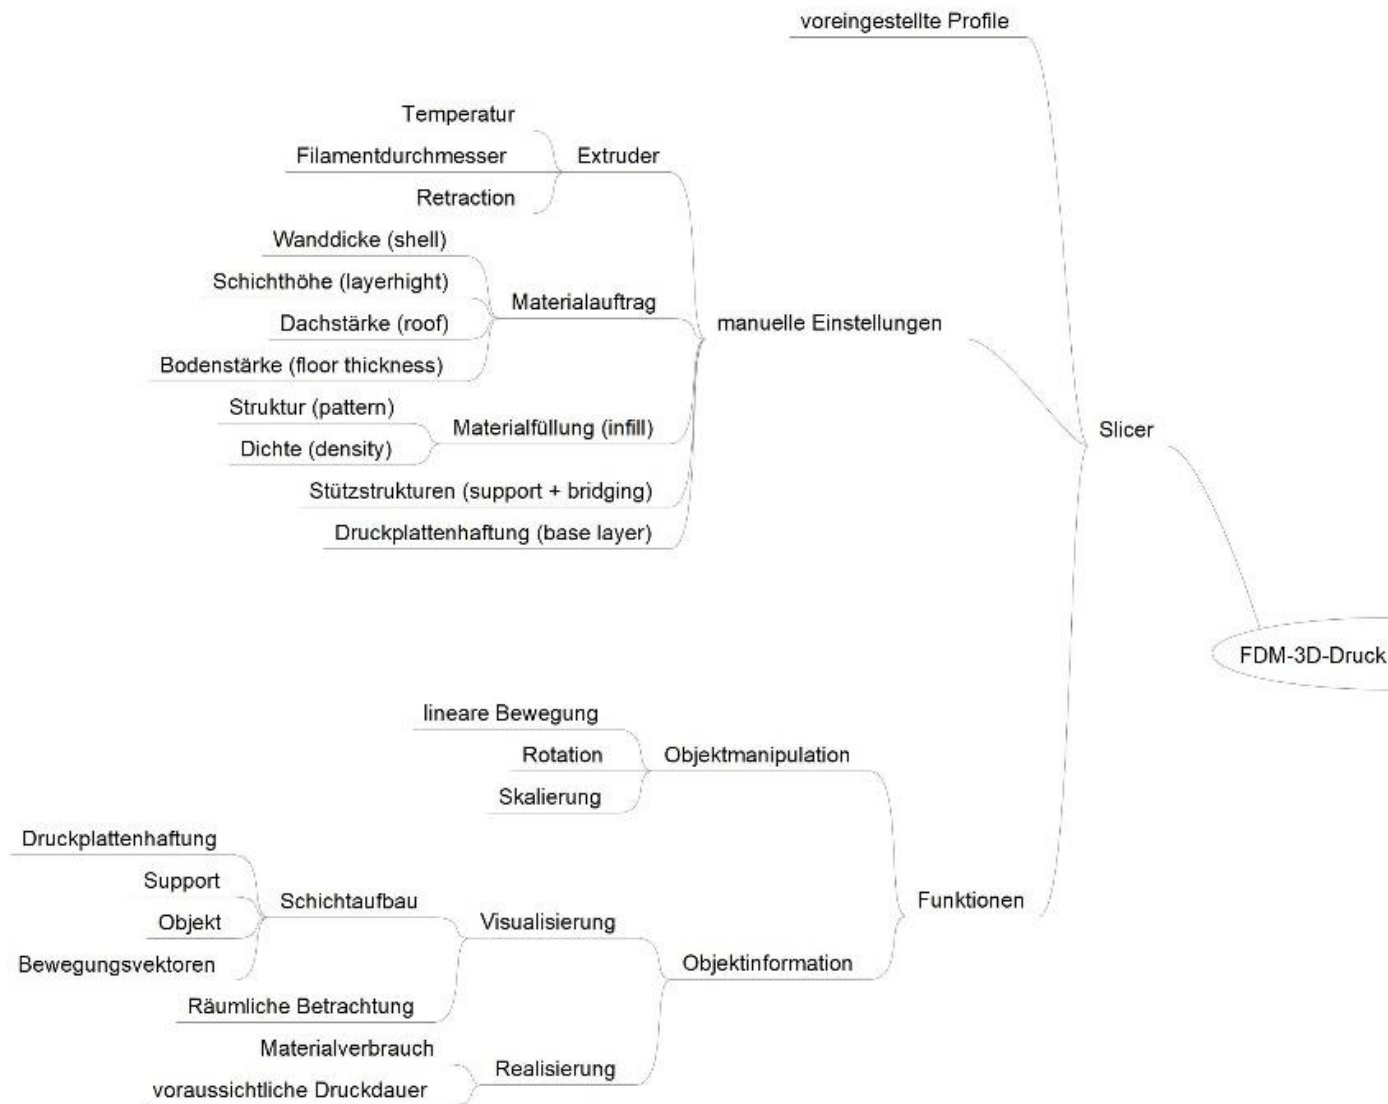 voreingestellte Profile
Temperatur
Filamentdurchmesser
Extruder
Retraction
Wanddicke (shell)
Schichthöhe (layerhight)
Materialauftrag
Dachstärke (roof)
manuelle Einstellungen
Bodenstärke (floor thickness)
Struktur (pattern)
Materialfüllung (infill)
Slicer
Dichte (density)
Stützstrukturen (support + bridging)
Druckplattenhaftung (base layer)
FDM-3D-Druck
lineare Bewegung
Rotation
Objektmanipulation
Skalierung
Druckplattenhaftung
Support
Schichtaufbau
Funktionen
Objekt
Visualisierung
Bewegungsvektoren
Objektinformation
Räumliche Betrachtung
Materialverbrauch
Realisierung
voraussichtliche Druckdauer